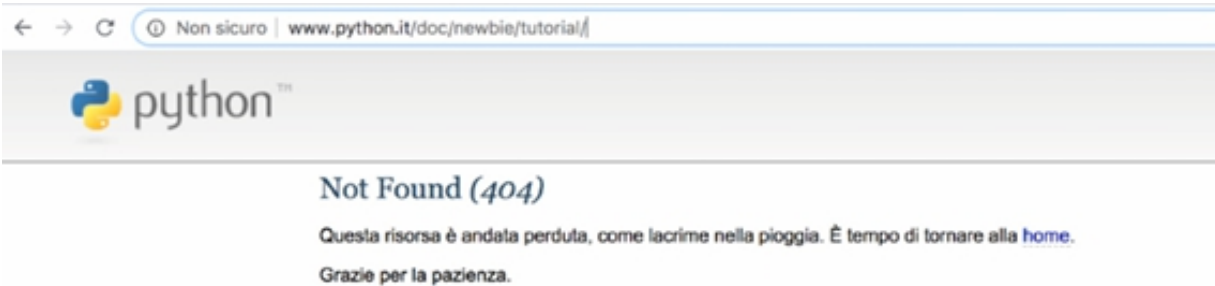 Non sicuro | www.python.it/doc/newbie/tutorial/
python™
Not Found (404)
Questa risorsa è andata perduta, come lacrime nella pioggia. È tempo di tornare alla home.
Grazie per la pazienza.